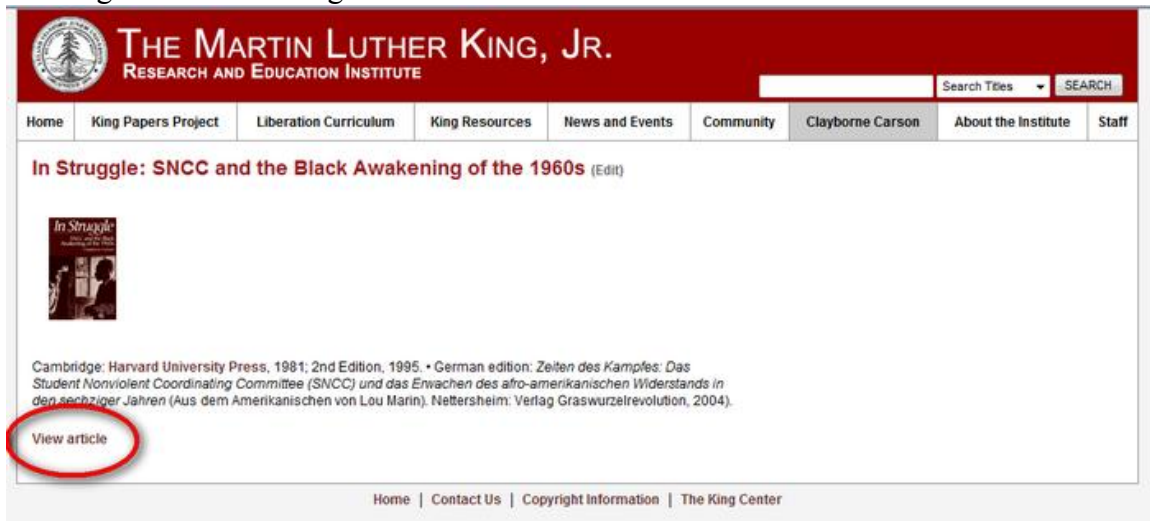 THE MARTIN LUTHER KING, JR.
RESEARCH AND EDUCATION INSTITUTE
Search Titles SEARCH
Home King Papers Project Liberation Curriculum King Resources News and Events Community Clayborne Carson About the Institute Staff
In Struggle: SNCC and the Black Awakening of the 1960s (Edit)
In Struggle
Cambridge: Harvard University Press, 1981; 2nd Edition, 1995. • German edition: Zeiten des Kampfes: Das
Student Nonviolent Coordinating Committee (SNCC) und das Erwachen des afro-amerikanischen Widerstands in
den sechziger Jahren (Aus dem Amerikanischen von Lou Marin). Nettersheim: Verlag Graswurzelrevolution, 2004).
View article
Home | Contact Us | Copyright Information | The King Center